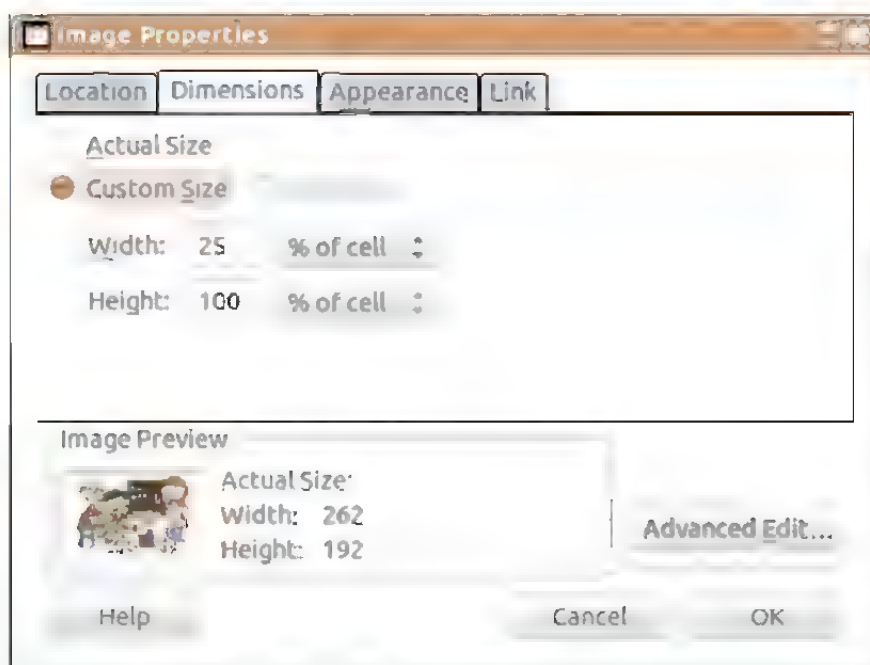 Image Properties
Location Dimensions Appearance Link
Actual Size
Custom Size
Width: 25 % of cell
Height: 100 % of cell
Image Preview
Actual Size:
Width: 262
Height: 192
Advanced Edit...
Help Cancel OK